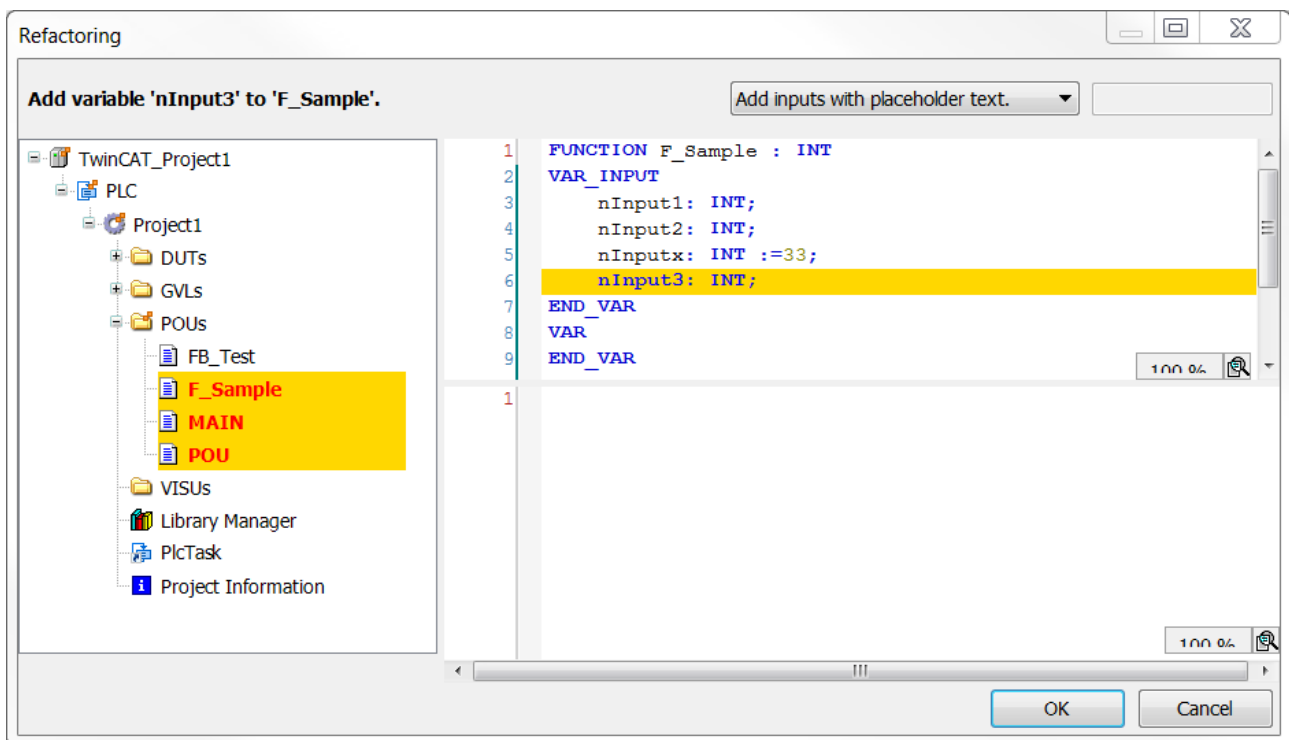 Refactoring
Add variable 'nInput3' to 'F_Sample'.
Add inputs with placeholder text.
TwinCAT_Project1
PLC
Project1
DUTs
GVLs
POUs
FB_Test
F_Sample
MAIN
POU
VISUs
Library Manager
PlcTask
Project Information
1 FUNCTION F_Sample : INT
2 VAR_INPUT
3 nInput1: INT;
4 nInput2: INT;
5 nInputx: INT :=33;
6 nInput3: INT;
7 END_VAR
8 VAR
9 END_VAR
100 %
1
100 %
OK
Cancel